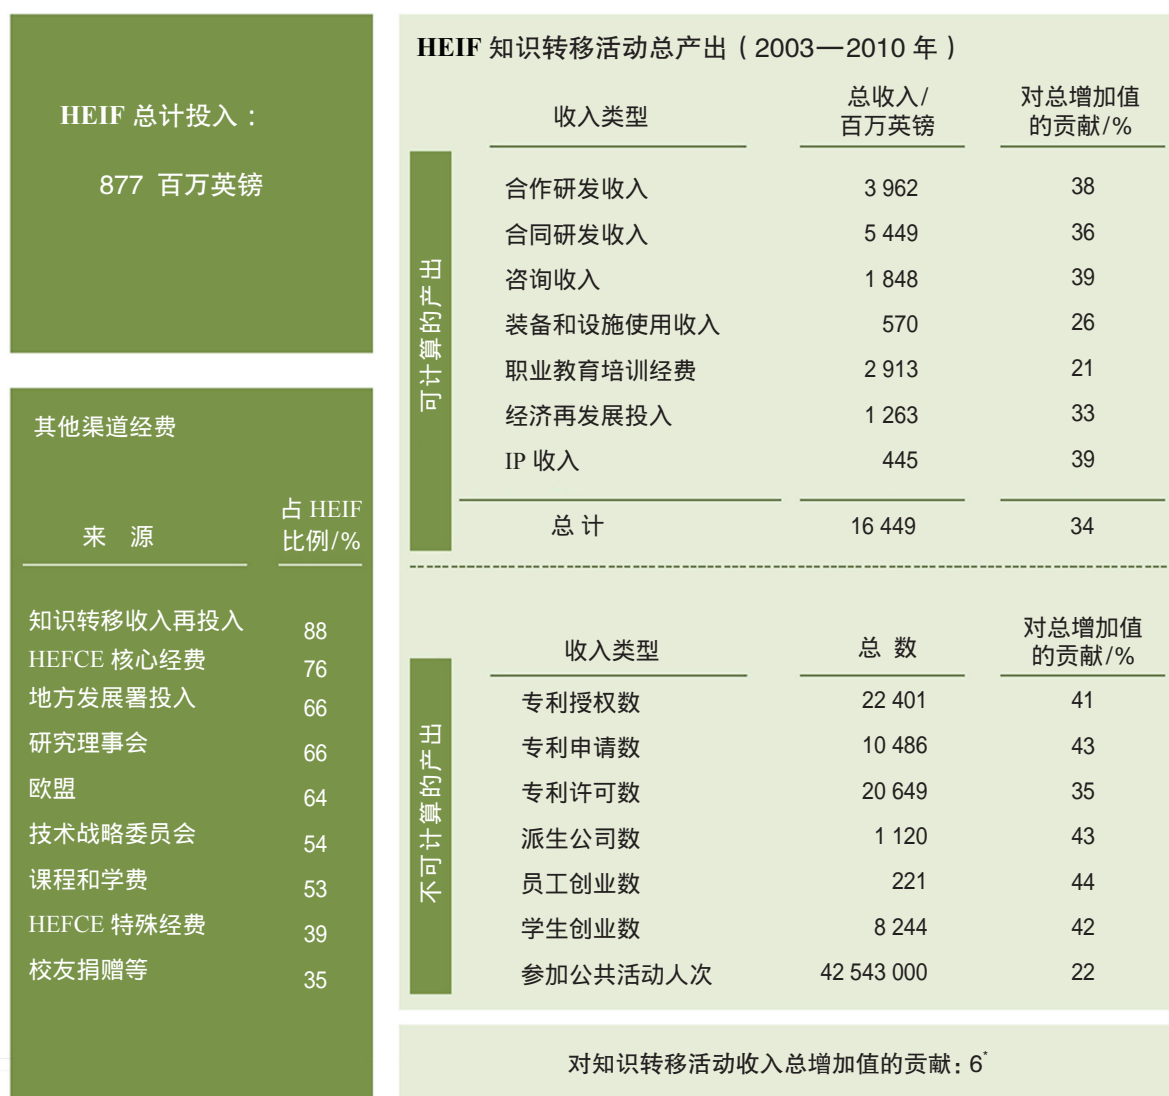 HEIF 总计投入：
877 百万英镑
其他渠道经费
来 源
占 HEIF
比例/%
知识转移收入再投入 88
HEFCE 核心经费 76
地方发展署投入 66
研究理事会 66
欧盟 64
技术战略委员会 54
课程和学费 53
HEFCE 特殊经费 39
校友捐赠等 35
HEIF 知识转移活动总产出（2003—2010 年）
收入类型
总收入/
百万英镑
对总增加值
的贡献/%
可计算的产出
合作研发收入 3 962 38
合同研发收入 5 449 36
咨询收入 1 848 39
装备和设施使用收入 570 26
职业教育培训经费 2 913 21
经济再发展投入 1 263 33
IP 收入 445 39
总 计 16 449 34
收入类型
总 数
对总增加值
的贡献/%
不可计算的产出
专利授权数 22 401 41
专利申请数 10 486 43
专利许可数 20 649 35
派生公司数 1 120 43
员工创业数 221 44
学生创业数 8 244 42
参加公共活动人次 42 543 000 22
对知识转移活动收入总增加值的贡献：6*